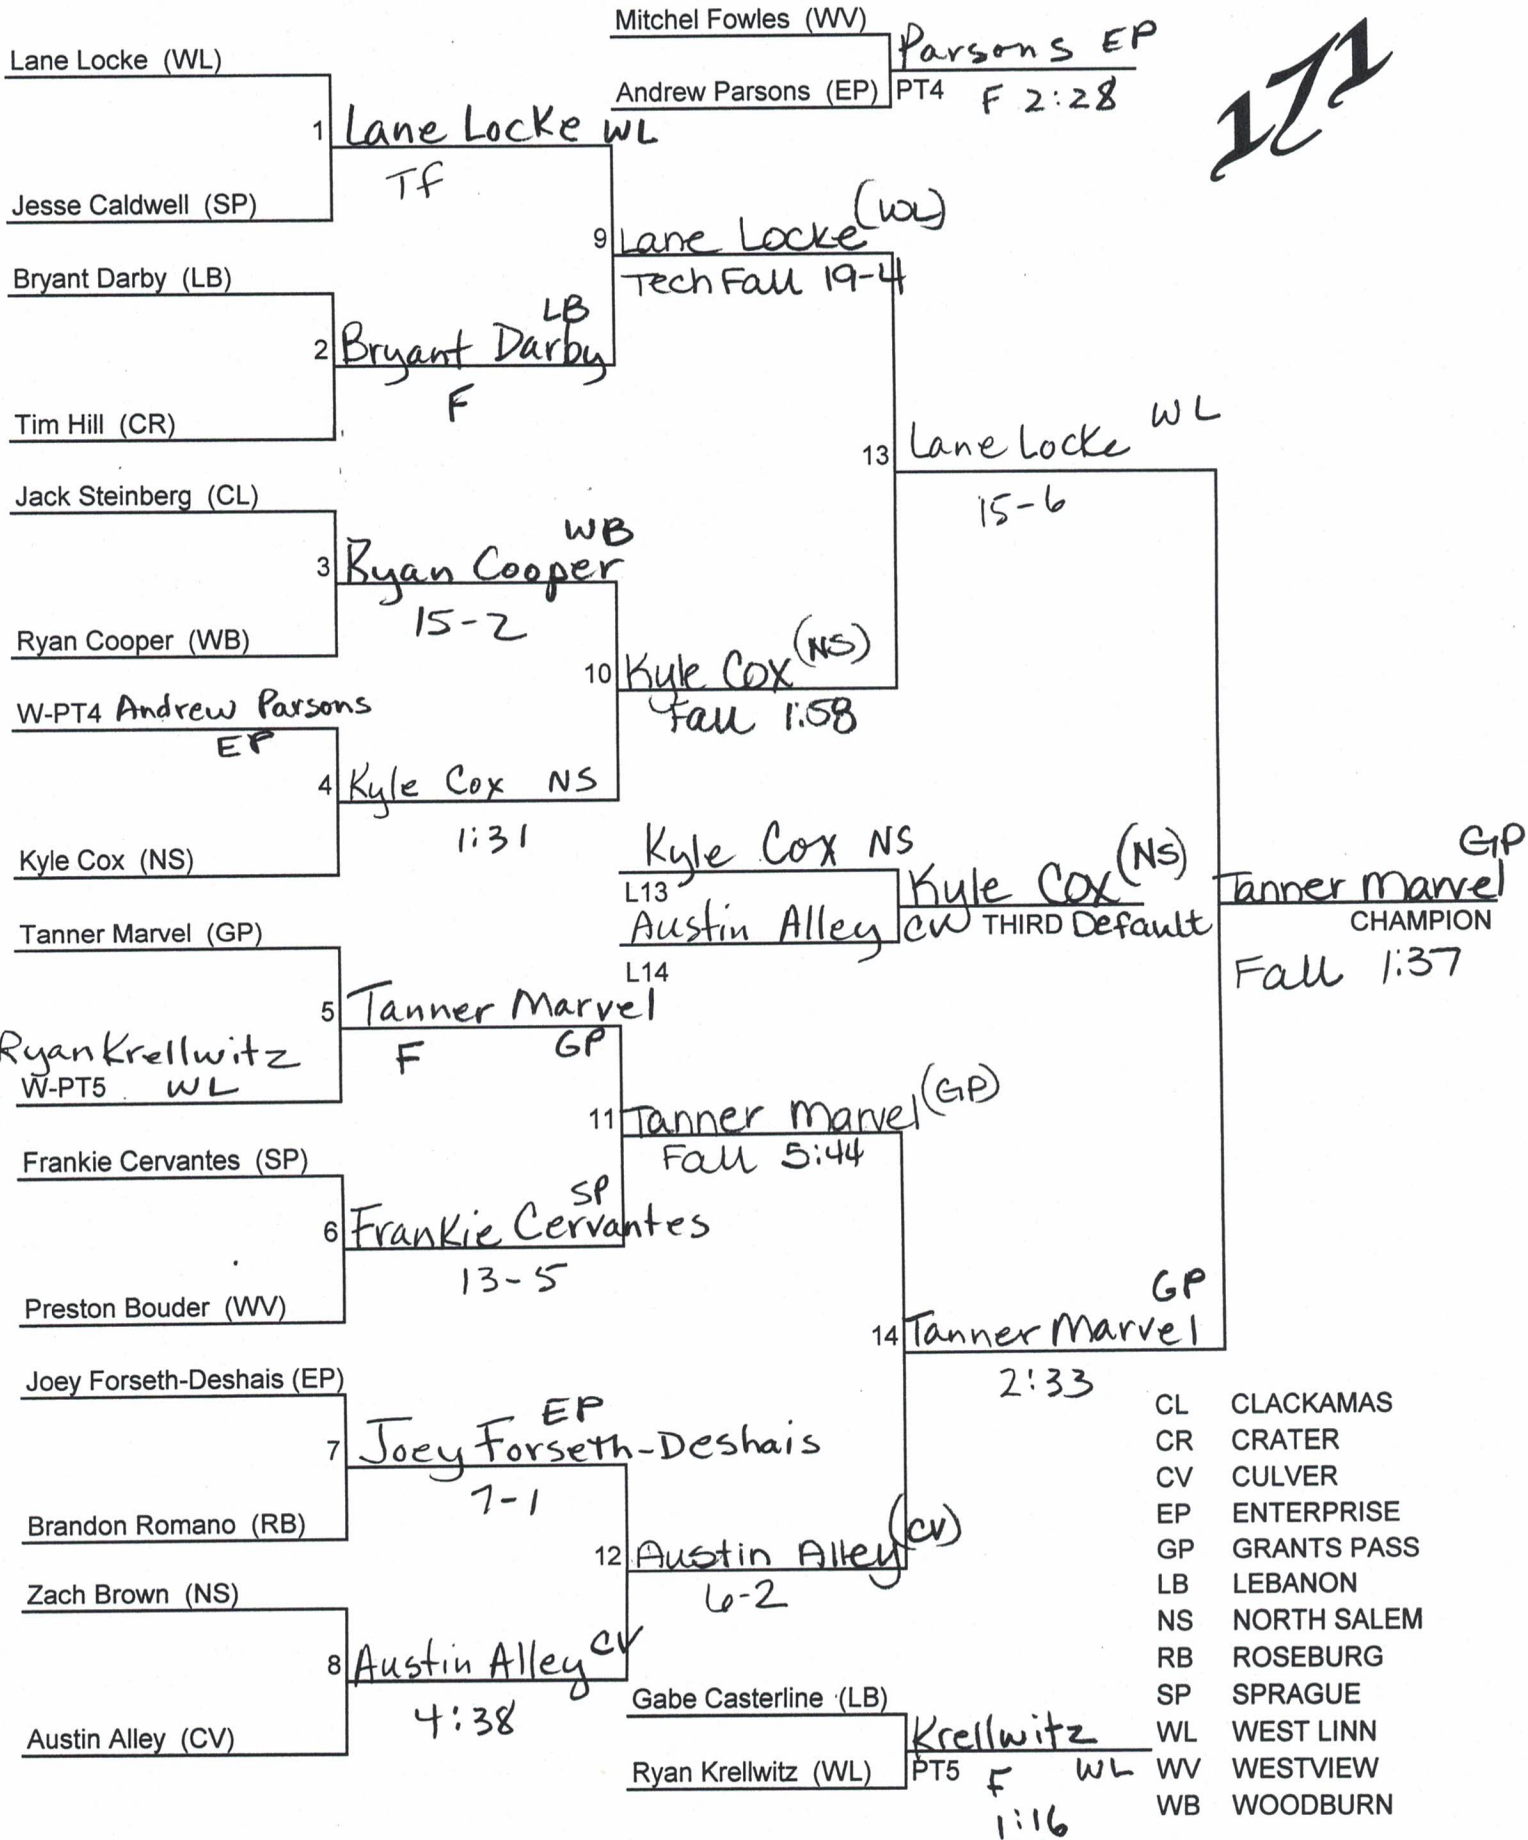 Mitchel Fowles (WV)
Parsons EP
Andrew Parsons (EP) PT4 F 2:28
171
Lane Locke (WL)
1 Lane Locke WL
Tf
Jesse Caldwell (SP)
9 Lane Locke (WL)
Tech Fall 19-4
Bryant Darby (LB)
LB
2 Bryant Darby
F
Tim Hill (CR)
13 Lane Locke WL
15-6
Jack Steinberg (CL)
WB
3 Ryan Cooper
15-2
Ryan Cooper (WB)
10 Kyle Cox (NS)
Fall 1:58
W-PT4 Andrew Parsons
EP
4 Kyle Cox NS
1:31
Kyle Cox (NS)
Kyle Cox NS
L13
Kyle Cox (NS)
Austin Alley CV THIRD Default
L14
GP
Tanner Marvel
CHAMPION
Fall 1:37
Tanner Marvel (GP)
5 Tanner Marvel
F GP
Ryan Krellwitz
W-PT5 WL
11 Tanner Marvel (GP)
Fall 5:44
Frankie Cervantes (SP)
SP
6 Frankie Cervantes
13-5
Preston Bouder (WV)
GP
14 Tanner Marvel
2:33
Joey Forseth-Deshais (EP)
EP
7 Joey Forseth-Deshais
7-1
Brandon Romano (RB)
12 Austin Alley (CV)
6-2
Zach Brown (NS)
8 Austin Alley CV
4:38
Austin Alley (CV)
Gabe Casterline (LB)
Krellwitz
Ryan Krellwitz (WL) PT5 F WL
1:16
CL CLACKAMAS
CR CRATER
CV CULVER
EP ENTERPRISE
GP GRANTS PASS
LB LEBANON
NS NORTH SALEM
RB ROSEBURG
SP SPRAGUE
WL WEST LINN
WV WESTVIEW
WB WOODBURN